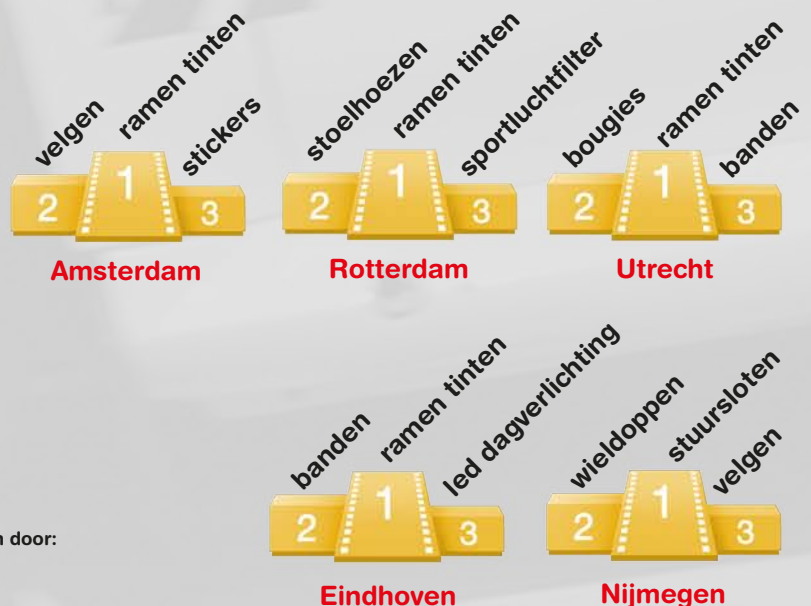 velgen
ramen tinten
stickers
2
1
3
Amsterdam
stoelhoezen
ramen tinten
sportluchtfilter
2
1
3
Rotterdam
bougies
ramen tinten
banden
2
1
3
Utrecht
banden
ramen tinten
led dagverlichting
2
1
3
Eindhoven
wieldoppen
stuursloten
velgen
2
1
3
Nijmegen
n door: